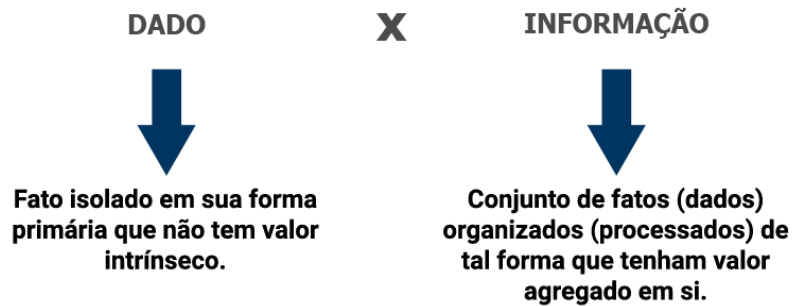 DADO
X
INFORMAÇÃO
Fato isolado em sua forma
primária que não tem valor
intrínseco.
Conjunto de fatos (dados)
organizados (processados) de
tal forma que tenham valor
agregado em si.